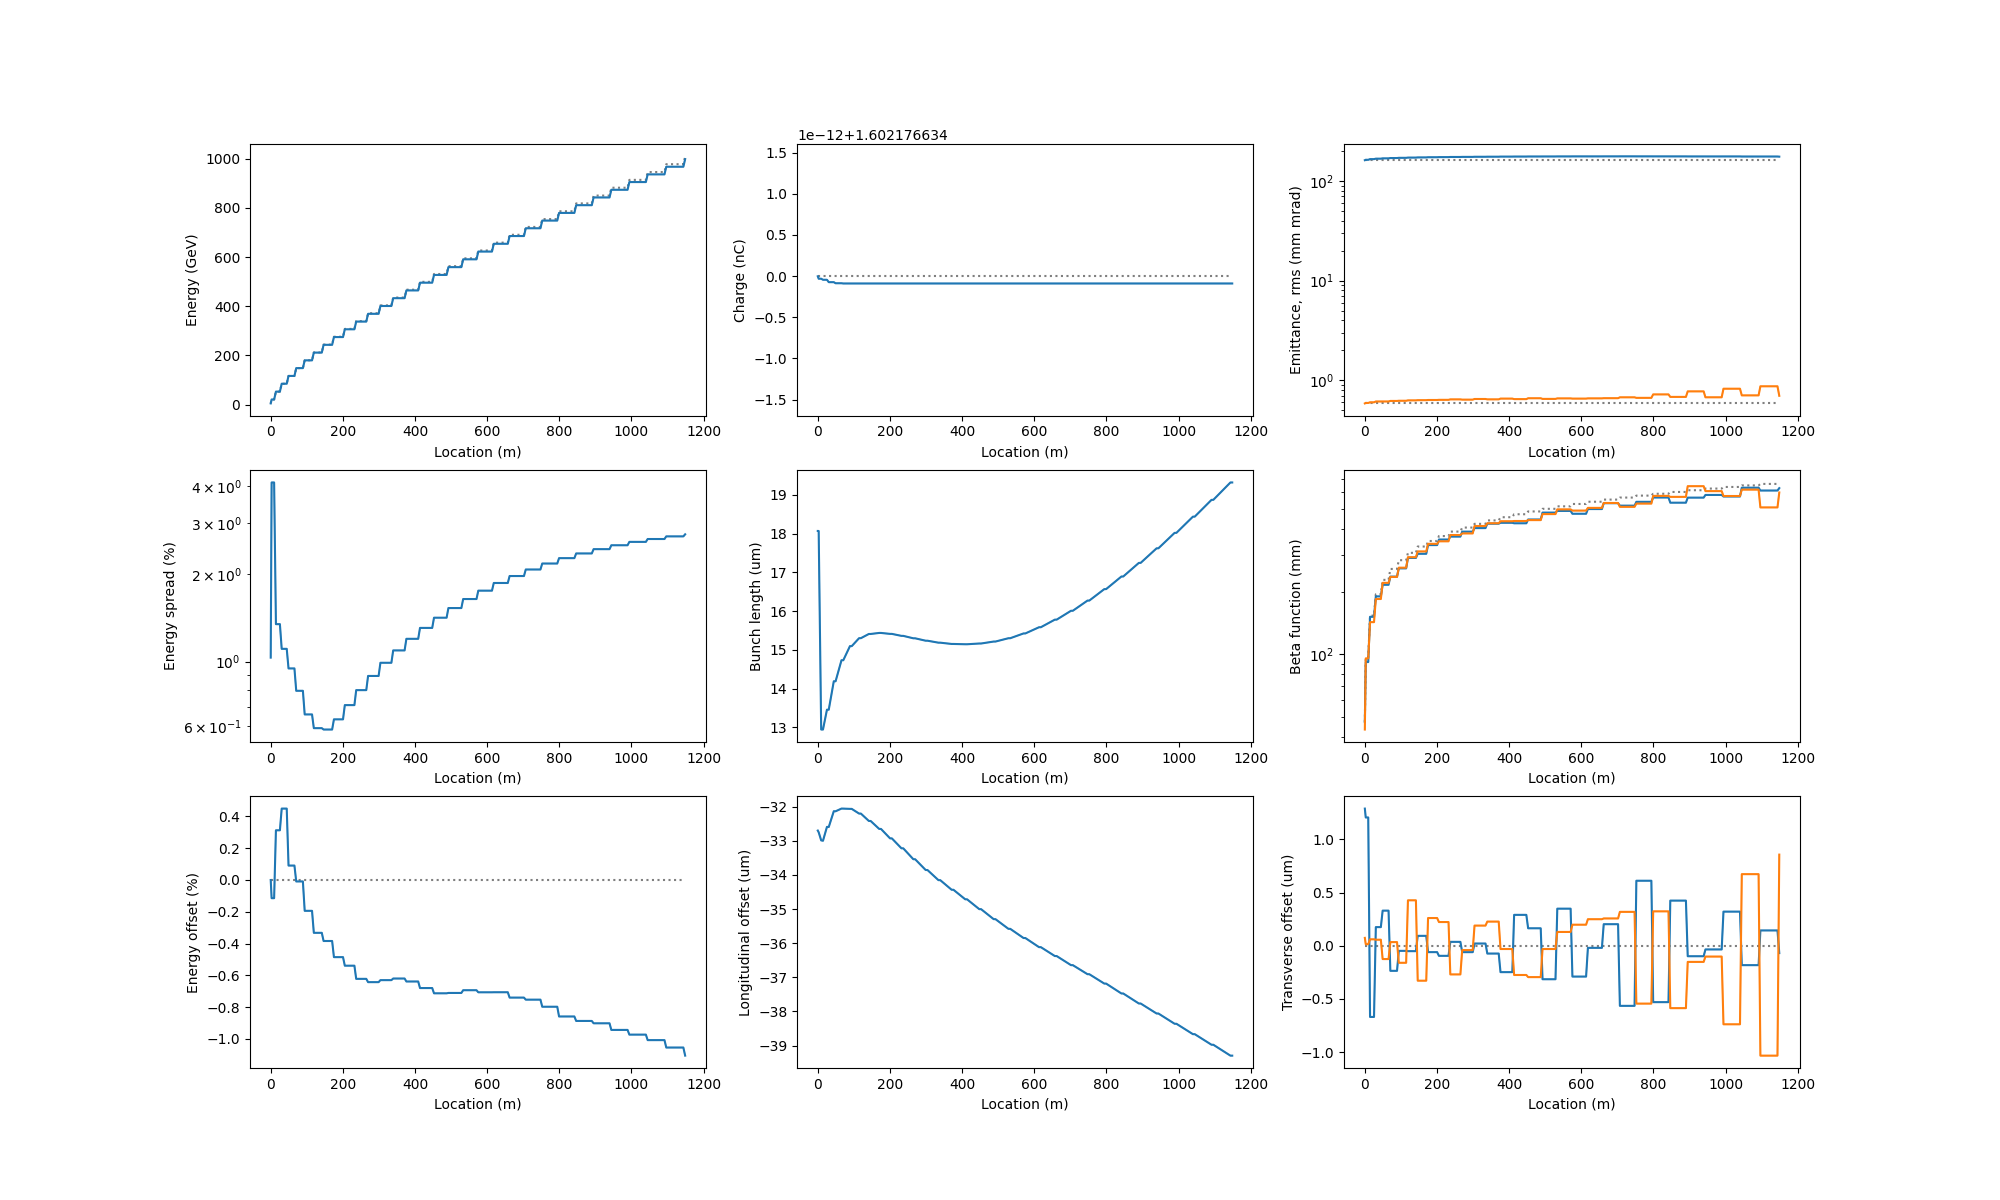 1000
800
600
400
200
0
Energy (GeV)
0 200 400 600 800 1000 1200
Location (m)
1e−12+1.602176634
1.5
1.0
0.5
0.0
−0.5
−1.0
−1.5
Charge (nC)
0 200 400 600 800 1000 1200
Location (m)
10²
10¹
10⁰
Emittance, rms (mm mrad)
0 200 400 600 800 1000 1200
Location (m)
4 × 10⁰
3 × 10⁰
2 × 10⁰
10⁰
6 × 10⁻¹
Energy spread (%)
0 200 400 600 800 1000 1200
Location (m)
19
18
17
16
15
14
13
Bunch length (um)
0 200 400 600 800 1000 1200
Location (m)
10²
Beta function (mm)
0 200 400 600 800 1000 1200
Location (m)
0.4
0.2
0.0
−0.2
−0.4
−0.6
−0.8
−1.0
Energy offset (%)
0 200 400 600 800 1000 1200
Location (m)
−32
−33
−34
−35
−36
−37
−38
−39
Longitudinal offset (um)
0 200 400 600 800 1000 1200
Location (m)
1.0
0.5
0.0
−0.5
−1.0
Transverse offset (um)
0 200 400 600 800 1000 1200
Location (m)